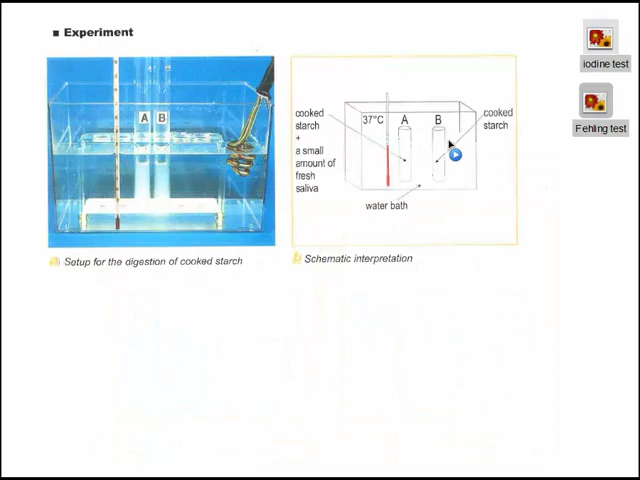 ■ Experiment
A B
Setup for the digestion of cooked starch
37°C A B
cooked
starch
+
a small
amount of
fresh
saliva
cooked
starch
water bath
Schematic interpretation
iodine test
Fehling test